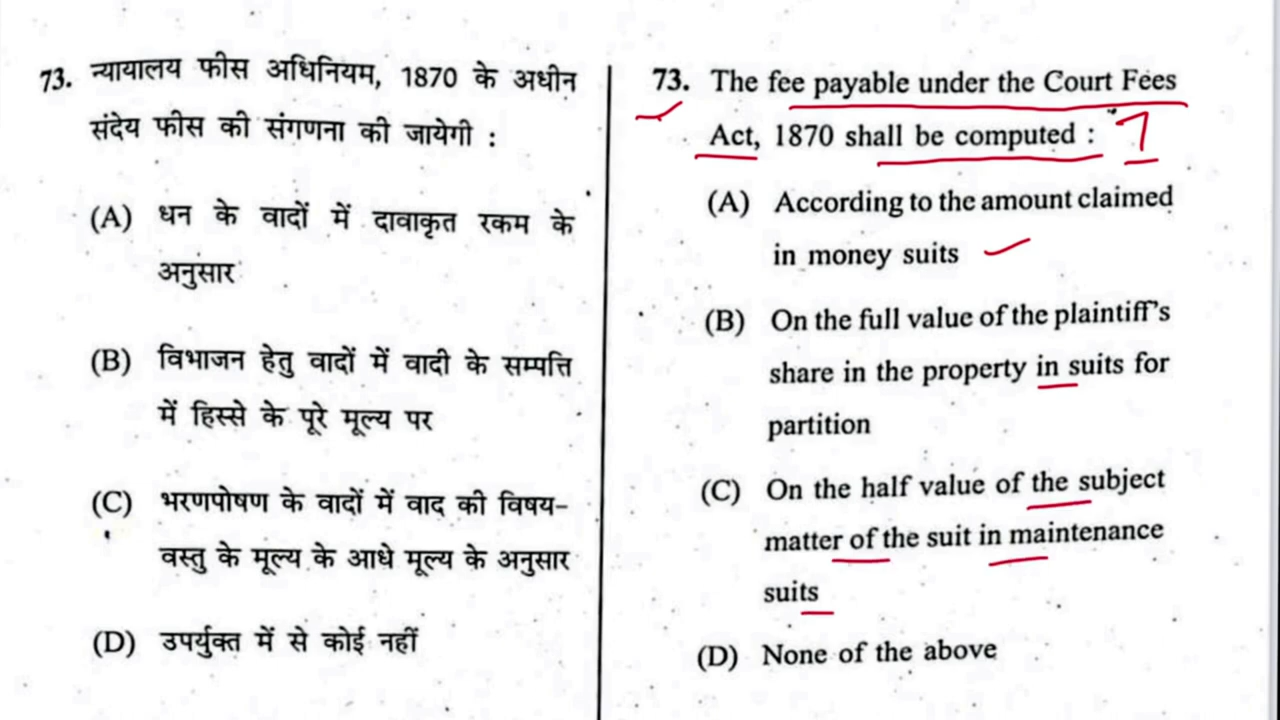 73. न्यायालय फीस अधिनियम, 1870 के अधीन
संदेय फीस की संगणना की जायेगी :
(A) धन के वादों में दावाकृत रकम के
अनुसार
(B) विभाजन हेतु वादों में वादी के सम्पत्ति
में हिस्से के पूरे मूल्य पर
(C) भरणपोषण के वादों में वाद की विषय-
वस्तु के मूल्य के आधे मूल्य के अनुसार
(D) उपर्युक्त में से कोई नहीं
73. The fee payable under the Court Fees
Act, 1870 shall be computed :
(A) According to the amount claimed
in money suits
(B) On the full value of the plaintiff's
share in the property in suits for
partition
(C) On the half value of the subject
matter of the suit in maintenance
suits
(D) None of the above